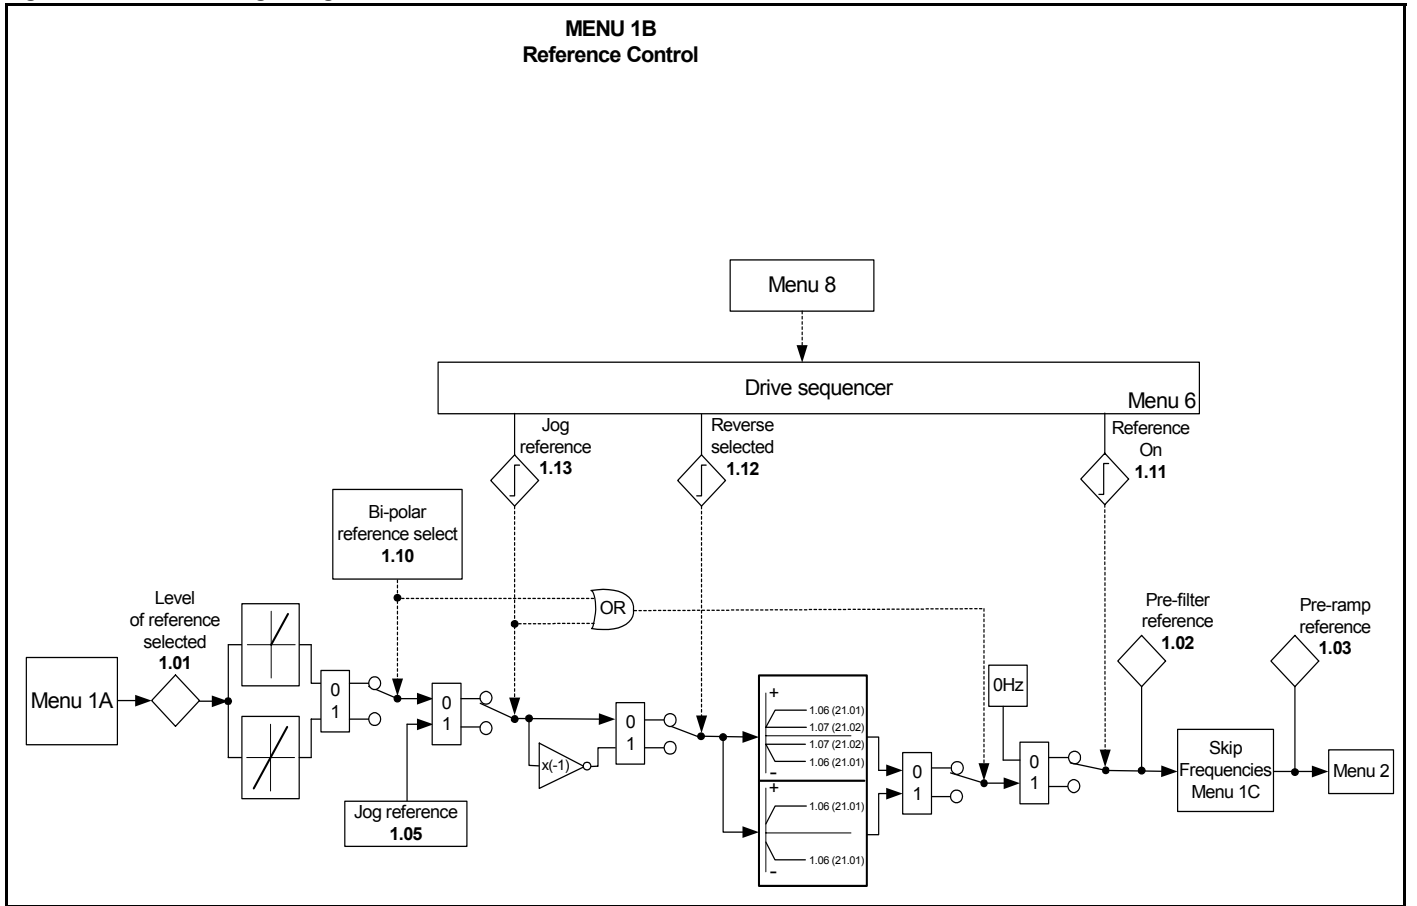 MENU 1B
Reference Control
Menu 8
Drive sequencer
Menu 6
Jog
reference
1.13
Reverse
selected
1.12
Reference
On
1.11
Bi-polar
reference select
1.10
OR
Level
of reference
selected
1.01
Pre-filter
reference
1.02
Pre-ramp
reference
1.03
Menu 1A
0
1
0
1
x(-1)
0
1
+
1.06 (21.01)
1.07 (21.02)
1.07 (21.02)
1.06 (21.01)
-
+
1.06 (21.01)
1.06 (21.01)
-
0
1
0Hz
0
1
Skip
Frequencies
Menu 1C
Menu 2
Jog reference
1.05